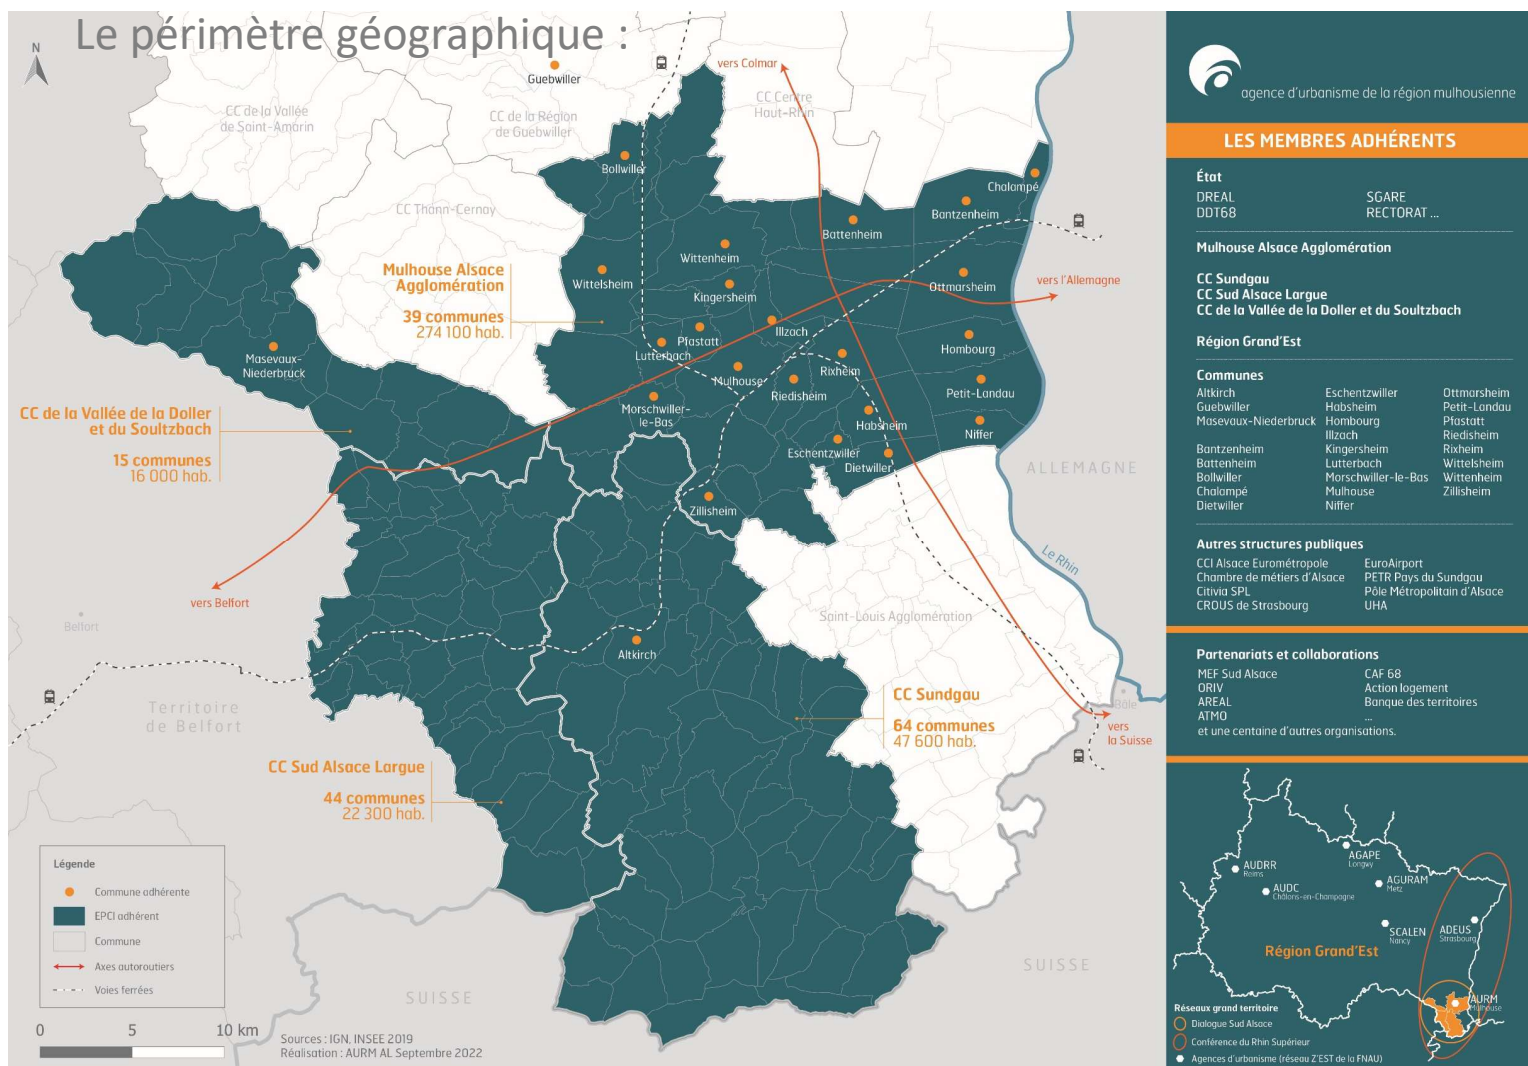 Le périmètre géographique :
N
Guebwiller
vers Colmar
CC de la Vallée
de Saint-Amarin
CC de la Région
de Guebwiller
CC Centre
Haut-Rhin
Bollwiller
Chalampé
CC Thann-Cernay
Bantzenheim
Battenheim
Mulhouse Alsace
Agglomération
39 communes
274 100 hab.
Wittenheim
Wittelsheim
Kingersheim
Ottmarsheim
vers l'Allemagne
Illzach
Pfastatt
Lutterbach
Hombourg
Masevaux-
Niederbruck
Mulhouse
Rixheim
Riedisheim
Petit-Landau
Morschwiller-
le-Bas
Habsheim
Niffer
CC de la Vallée de la Doller
et du Soultzbach
15 communes
16 000 hab.
Eschentzwiller
Dietwiller
ALLEMAGNE
Zillisheim
Le Rhin
vers Belfort
Belfort
Saint-Louis Agglomération
Altkirch
CC Sundgau
64 communes
47 600 hab.
Bâle
vers
la Suisse
Territoire
de Belfort
CC Sud Alsace Largue
44 communes
22 300 hab.
SUISSE
SUISSE
Légende
Commune adhérente
EPCI adhérent
Commune
Axes autoroutiers
Voies ferrées
0 5 10 km
Sources : IGN, INSEE 2019
Réalisation : AURM AL Septembre 2022
agence d'urbanisme de la région mulhousienne
LES MEMBRES ADHÉRENTS
État
DREAL SGARE
DDT68 RECTORAT ...
Mulhouse Alsace Agglomération
CC Sundgau
CC Sud Alsace Largue
CC de la Vallée de la Doller et du Soultzbach
Région Grand'Est
Communes
Altkirch Eschentzwiller Ottmarsheim
Guebwiller Habsheim Petit-Landau
Masevaux-Niederbruck Hombourg Pfastatt
Illzach Riedisheim
Bantzenheim Kingersheim Rixheim
Battenheim Lutterbach Wittelsheim
Bollwiller Morschwiller-le-Bas Wittenheim
Chalampé Mulhouse Zillisheim
Dietwiller Niffer
Autres structures publiques
CCI Alsace Eurométropole EuroAirport
Chambre de métiers d'Alsace PETR Pays du Sundgau
Citivia SPL Pôle Métropolitain d'Alsace
CROUS de Strasbourg UHA
Partenariats et collaborations
MEF Sud Alsace CAF 68
ORIV Action logement
AREAL Banque des territoires
ATMO ...
et une centaine d'autres organisations.
AGAPE
Longwy
AUDRR
Reims
AGURAM
Metz
AUDC
Châlons-en-Champagne
SCALEN
Nancy
ADEUS
Strasbourg
Région Grand'Est
AURM
Mulhouse
Réseaux grand territoire
Dialogue Sud Alsace
Conférence du Rhin Supérieur
Agences d'urbanisme (réseau Z'EST de la FNAU)